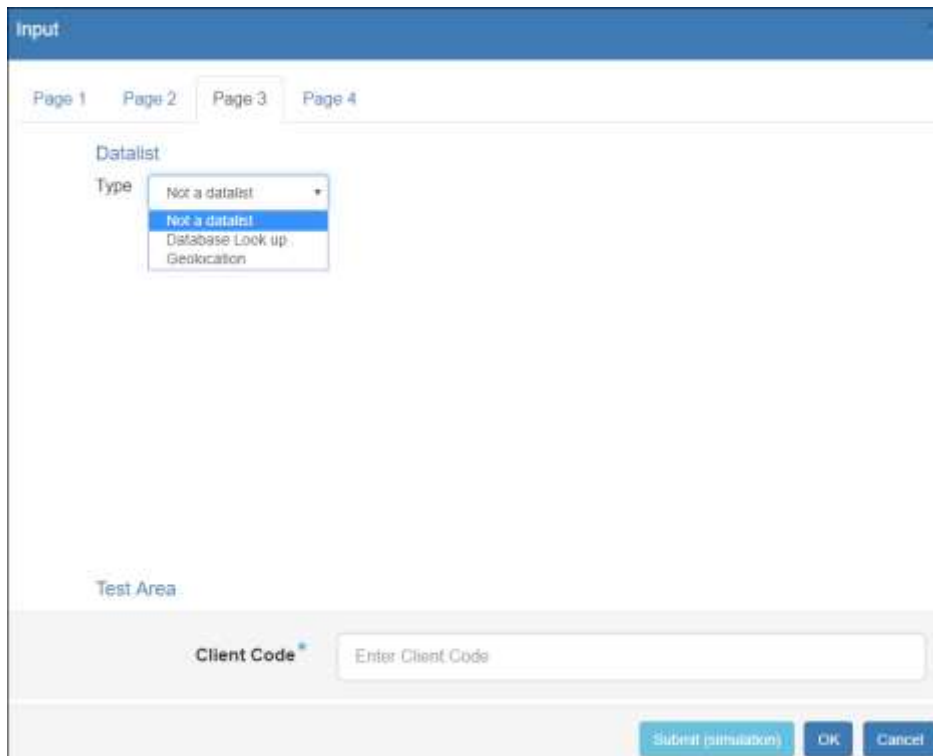 Input
Page 1 Page 2 Page 3 Page 4
Datalist
Type Not a datalist
Not a datalist
Database Look up
Geolocation
Test Area
Client Code* Enter Client Code
Submit (simulation) OK Cancel